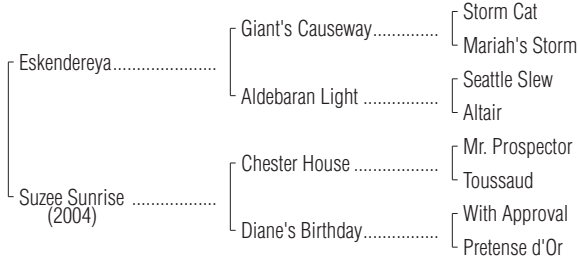 Storm Cat
Giant's Causeway..............
Mariah's Storm
Eskendereya......................
Seattle Slew
Aldebaran Light ................
Altair
Mr. Prospector
Chester House ..................
Toussaud
Suzee Sunrise ..................
(2004)
With Approval
Diane's Birthday................
Pretense d'Or